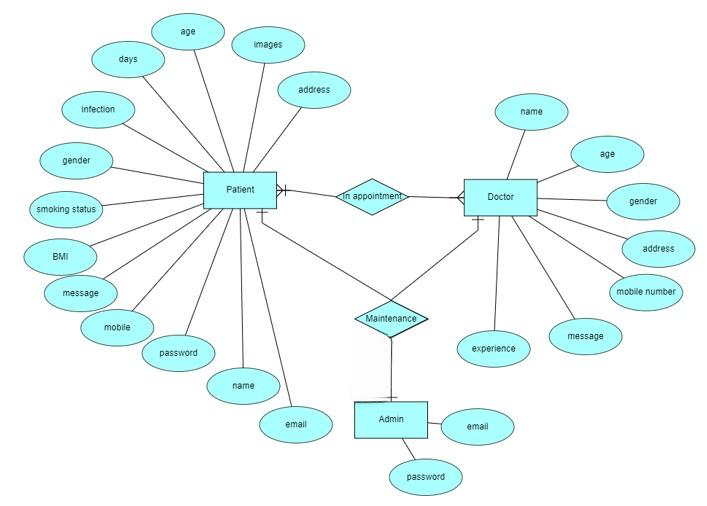 age
images
days
address
infection
name
age
gender
Patient
In appointment
Doctor
gender
smoking status
address
BMI
message
mobile number
Maintenance
mobile
message
password
experience
name
Admin
email
email
password